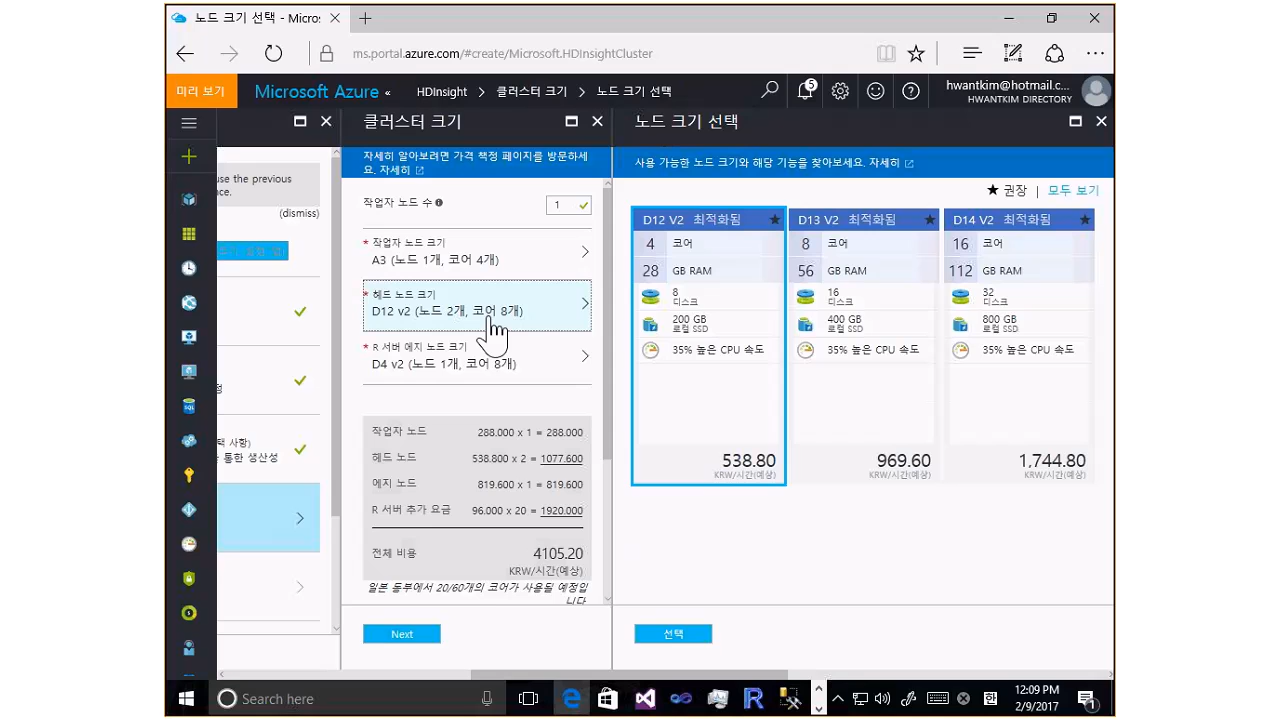 노드 크기 선택 - Micros
ms.portal.azure.com/#create/Microsoft.HDInsightCluster
미리 보기
Microsoft Azure «
HDInsight > 클러스터 크기 > 노드 크기 선택
5
hwantkim@hotmail.c...
HWANTKIM DIRECTORY
use the previous
nce.
(dismiss)
택 사항)
통한 생산성
클러스터 크기
자세히 알아보려면 가격 책정 페이지를 방문하세
요. 자세히
작업자 노드 수
1
* 작업자 노드 크기
A3 (노드 1개, 코어 4개)
* 헤드 노드 크기
D12 v2 (노드 2개, 코어 8개)
* R 서버 에지 노드 크기
D4 v2 (노드 1개, 코어 8개)
작업자 노드 288.000 x 1 = 288.000
헤드 노드 538.800 x 2 = 1077.600
에지 노드 819.600 x 1 = 819.600
R 서버 추가 요금 96.000 x 20 = 1920.000
전체 비용 4105.20
KRW/시간(예상)
일본 동부에서 20/60개의 코어가 사용될 예정입
니다
Next
노드 크기 선택
사용 가능한 노드 크기와 해당 기능을 찾아보세요. 자세히
★ 권장 | 모두 보기
D12 V2 최적화됨
4 코어
28 GB RAM
8
디스크
200 GB
로컬 SSD
35% 높은 CPU 속도
538.80
KRW/시간(예상)
D13 V2 최적화됨
8 코어
56 GB RAM
16
디스크
400 GB
로컬 SSD
35% 높은 CPU 속도
969.60
KRW/시간(예상)
D14 V2 최적화됨
16 코어
112 GB RAM
32
디스크
800 GB
로컬 SSD
35% 높은 CPU 속도
1,744.80
KRW/시간(예상)
선택
Search here
한
12:09 PM
2/9/2017
1